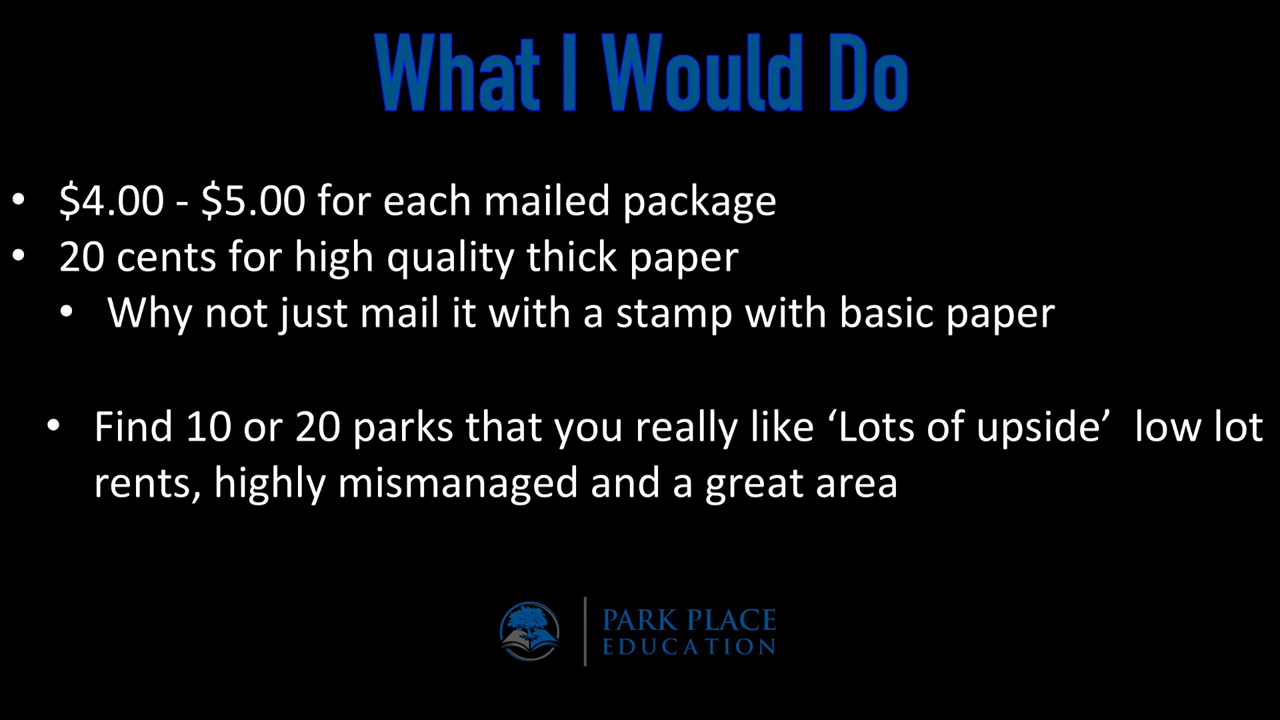 What I Would Do
• $4.00 - $5.00 for each mailed package
• 20 cents for high quality thick paper
• Why not just mail it with a stamp with basic paper
• Find 10 or 20 parks that you really like ‘Lots of upside’ low lot
rents, highly mismanaged and a great area
PARK PLACE
EDUCATION